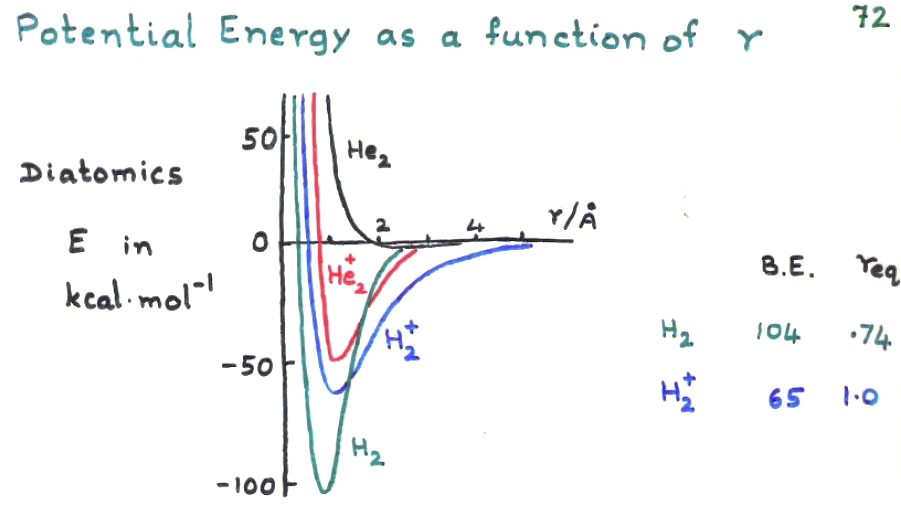 Potential Energy as a function of r
72
Diatomics
E in
kcal·mol⁻¹
50
0
-50
-100
He₂
2
4
r/Å
He₂⁺
H₂⁺
H₂
B.E. req
H₂ 104 .74
H₂⁺ 65 1.0